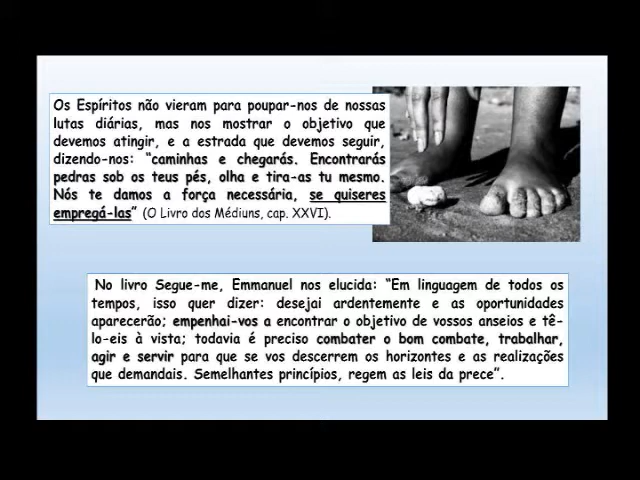 Os Espíritos não vieram para poupar-nos de nossas
lutas diárias, mas nos mostrar o objetivo que
devemos atingir, e a estrada que devemos seguir,
dizendo-nos: “caminhas e chegarás. Encontrarás
pedras sob os teus pés, olha e tira-as tu mesmo.
Nós te damos a força necessária, se quiseres
empregá-las” (O Livro dos Médiuns, cap. XXVI).
No livro Segue-me, Emmanuel nos elucida: “Em linguagem de todos os
tempos, isso quer dizer: desejai ardentemente e as oportunidades
aparecerão; empenhai-vos a encontrar o objetivo de vossos anseios e tê-
lo-eis à vista; todavia é preciso combater o bom combate, trabalhar,
agir e servir para que se vos descerrem os horizontes e as realizações
que demandais. Semelhantes princípios, regem as leis da prece”.